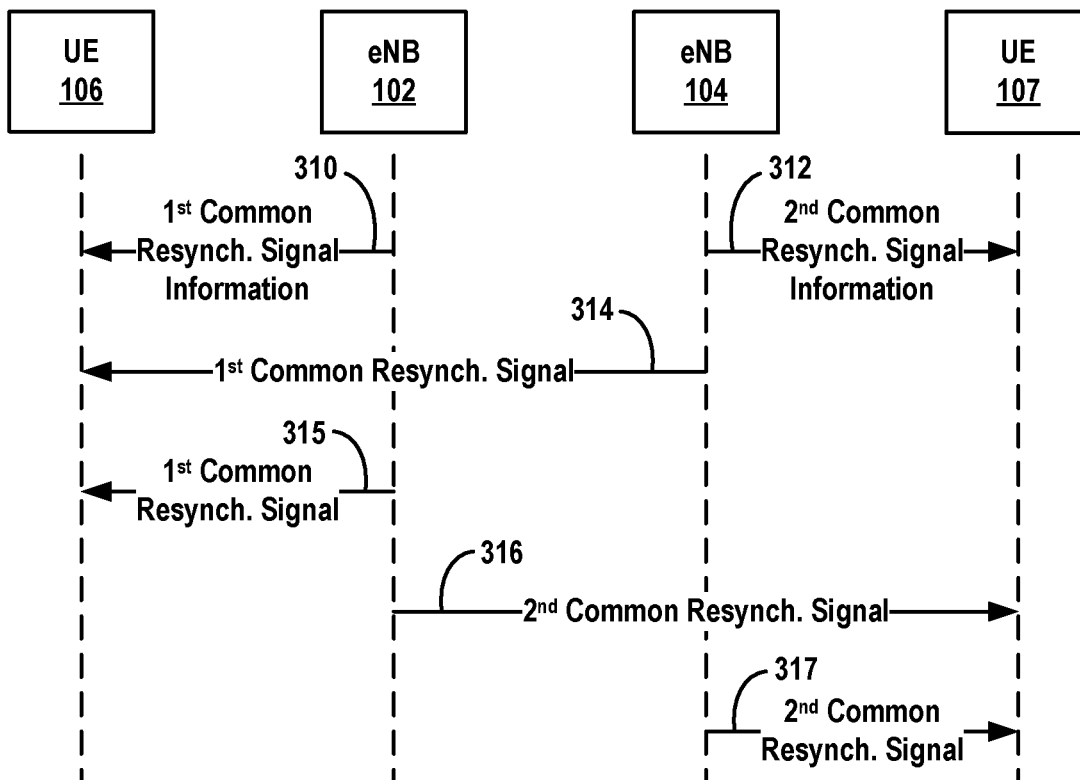 UE
106
eNB
102
eNB
104
UE
107
310
1st Common
Resynch. Signal
Information
312
2nd Common
Resynch. Signal
Information
314
1st Common Resynch. Signal
315
1st Common
Resynch. Signal
316
2nd Common Resynch. Signal
317
2nd Common
Resynch. Signal